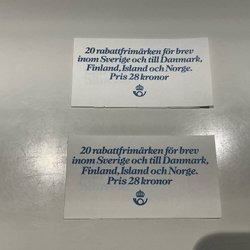 20 rabattfrimärken för brev
inom Sverige och till Danmark,
Finland, Island och Norge.
Pris 28 kronor
20 rabattfrimärken för brev
inom Sverige och till Danmark,
Finland, Island och Norge.
Pris 28 kronor